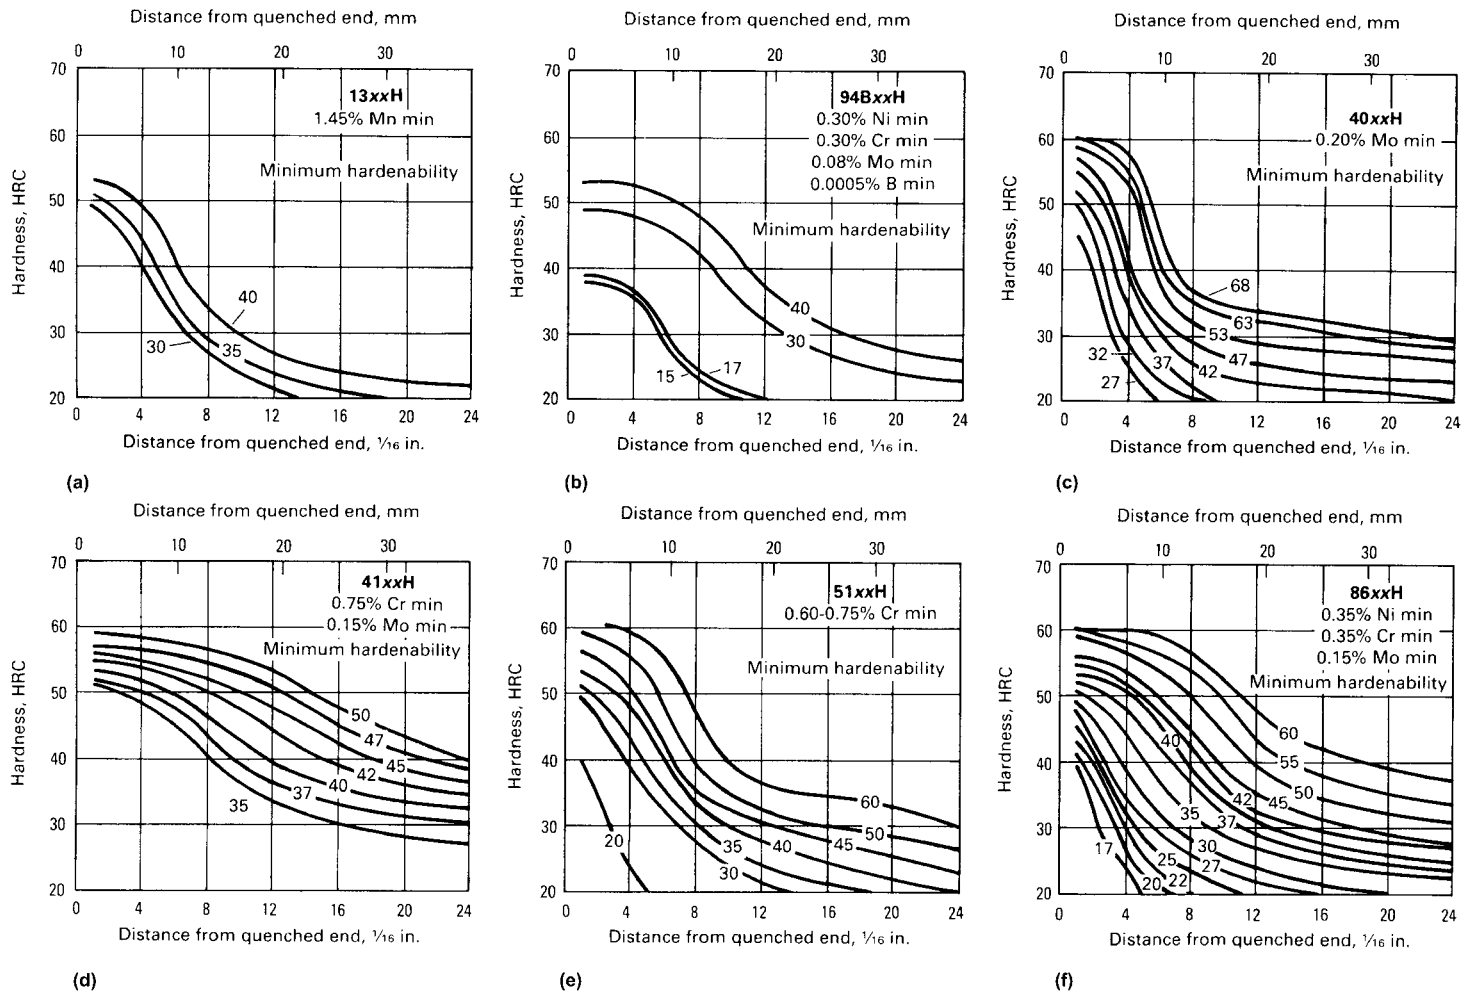 Distance from quenched end, mm
0 10 20 30
70
60
50
40
30
20
Hardness, HRC
13xxH
1.45% Mn min
Minimum hardenability
40
35
30
0 4 8 12 16 20 24
Distance from quenched end, 1/16 in.
(a)
Distance from quenched end, mm
0 10 20 30
70
60
50
40
30
20
Hardness, HRC
94BxxH
0.30% Ni min
0.30% Cr min
0.08% Mo min
0.0005% B min
Minimum hardenability
40
30
17
15
0 4 8 12 16 20 24
Distance from quenched end, 1/16 in.
(b)
Distance from quenched end, mm
0 10 20 30
70
60
50
40
30
20
Hardness, HRC
40xxH
0.20% Mo min
Minimum hardenability
68
63
53
47
42
37
32
27
0 4 8 12 16 20 24
Distance from quenched end, 1/16 in.
(c)
Distance from quenched end, mm
0 10 20 30
70
60
50
40
30
20
Hardness, HRC
41xxH
0.75% Cr min
0.15% Mo min
Minimum hardenability
50
47
45
42
40
37
35
0 4 8 12 16 20 24
Distance from quenched end, 1/16 in.
(d)
Distance from quenched end, mm
0 10 20 30
70
60
50
40
30
20
Hardness, HRC
51xxH
0.60-0.75% Cr min
Minimum hardenability
60
50
45
40
35
30
20
0 4 8 12 16 20 24
Distance from quenched end, 1/16 in.
(e)
Distance from quenched end, mm
0 10 20 30
70
60
50
40
30
20
Hardness, HRC
86xxH
0.35% Ni min
0.35% Cr min
0.15% Mo min
Minimum hardenability
60
55
50
45
42
40
37
35
30
27
25
22
20
17
0 4 8 12 16 20 24
Distance from quenched end, 1/16 in.
(f)